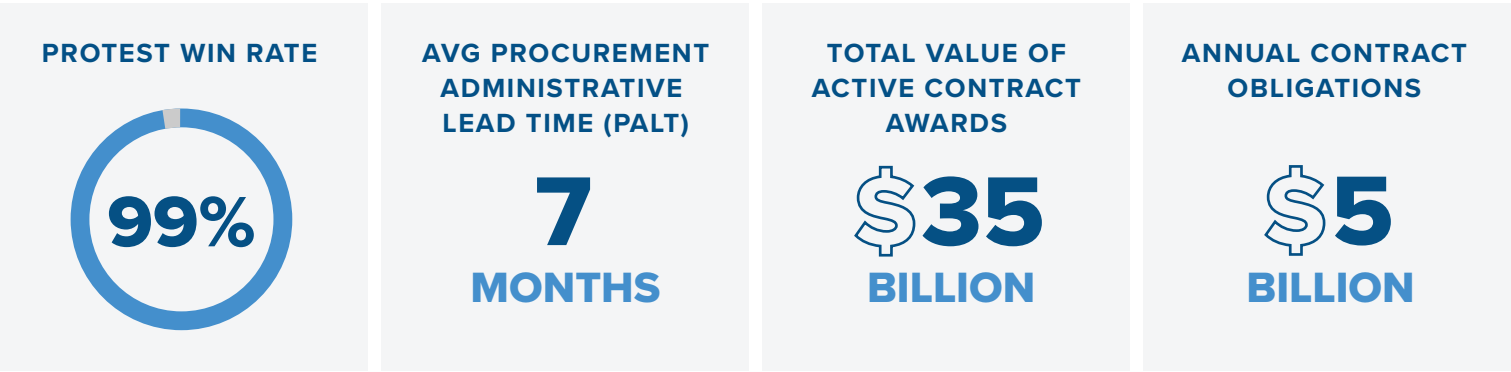 PROTEST WIN RATE
99%
AVG PROCUREMENT
ADMINISTRATIVE
LEAD TIME (PALT)
7
MONTHS
TOTAL VALUE OF
ACTIVE CONTRACT
AWARDS
$35
BILLION
ANNUAL CONTRACT
OBLIGATIONS
$5
BILLION